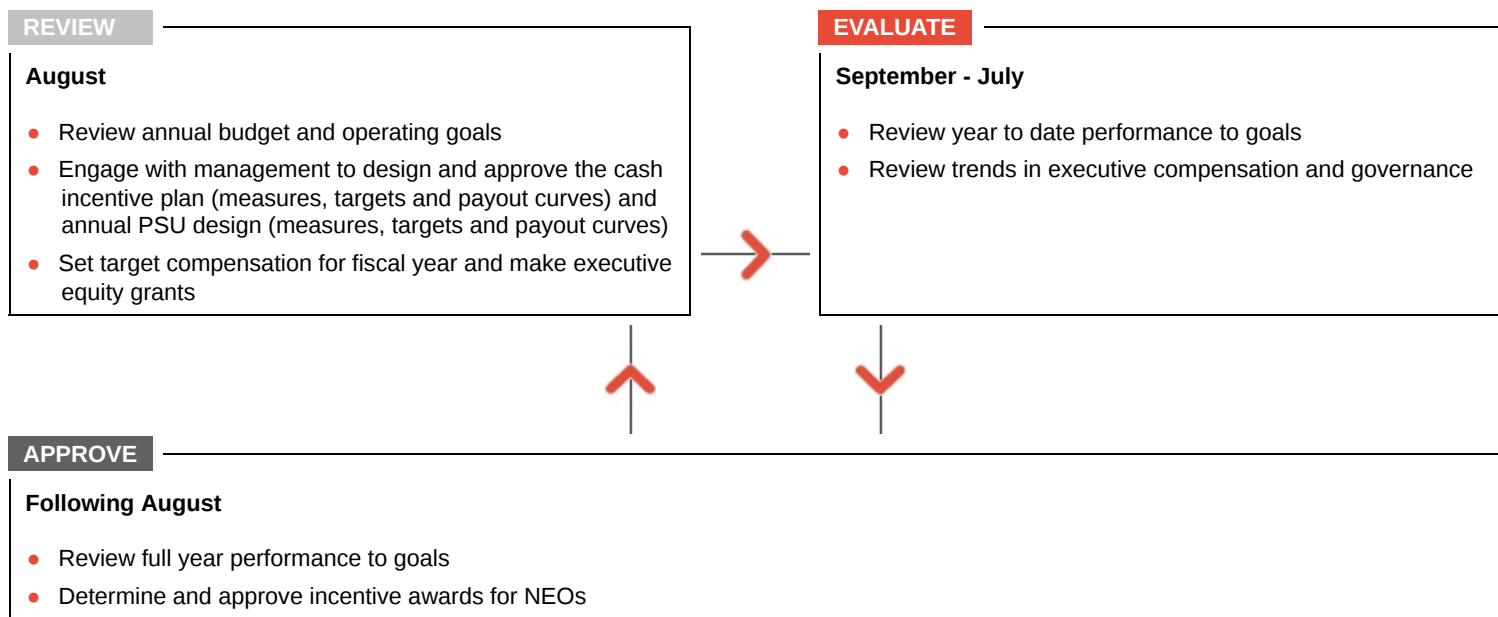 REVIEW
August
● Review annual budget and operating goals
● Engage with management to design and approve the cash
incentive plan (measures, targets and payout curves) and
annual PSU design (measures, targets and payout curves)
● Set target compensation for fiscal year and make executive
equity grants
EVALUATE
September - July
● Review year to date performance to goals
● Review trends in executive compensation and governance
APPROVE
Following August
● Review full year performance to goals
● Determine and approve incentive awards for NEOs